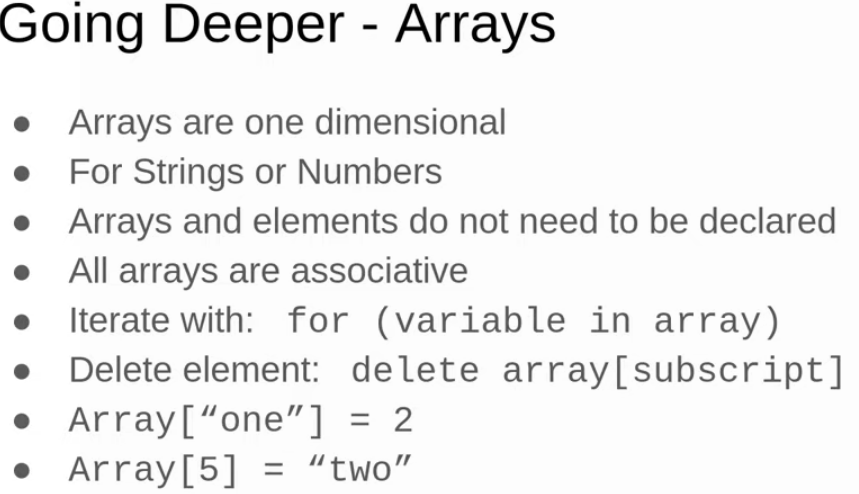 Going Deeper - Arrays
● Arrays are one dimensional
● For Strings or Numbers
● Arrays and elements do not need to be declared
● All arrays are associative
● Iterate with: for (variable in array)
● Delete element: delete array[subscript]
● Array[“one”] = 2
● Array[5] = “two”